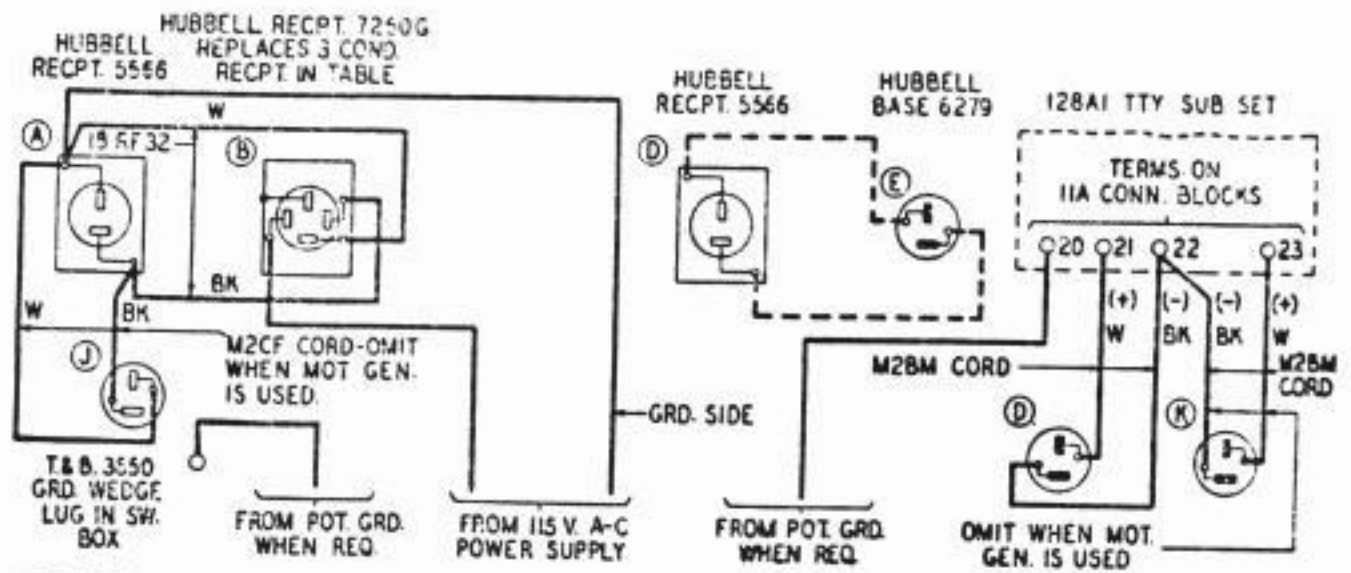 HUBBELL
RECPT. 5566
HUBBELL RECPT. 7250G
REPLACES 3 COND.
RECPT. IN TABLE
W
A
18 RF 32
B
BK
W
BK
J
M2CF CORD-OMIT
WHEN MOT GEN.
IS USED.
GRD. SIDE
T.& B. 3550
GRD. WEDGE
LUG IN SW.
BOX
FROM POT. GRD.
WHEN REQ.
FROM 115 V. A-C
POWER SUPPLY
HUBBELL
RECPT. 5566
HUBBELL
BASE 6279
D
E
128A1 TTY SUB SET
TERMS ON
11A CONN. BLOCKS
20 21 22 23
(+) (-) (-) (+)
W BK BK W
M2BM CORD
M2BM
CORD
D
K
FROM POT. GRD.
WHEN REQ.
OMIT WHEN MOT.
GEN. IS USED